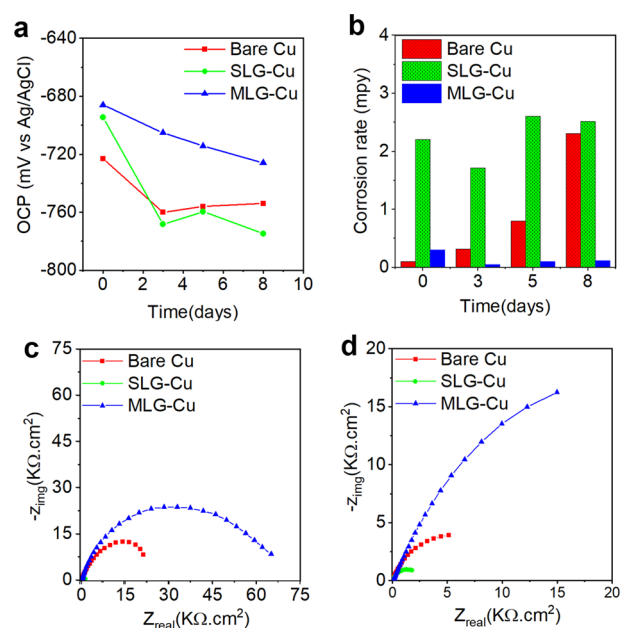 a
-640
-680
-720
-760
-800
OCP (mV vs Ag/AgCl)
Bare Cu
SLG-Cu
MLG-Cu
0 2 4 6 8 10
Time(days)
b
4
3
2
1
0
Corrosion rate (mpy)
Bare Cu
SLG-Cu
MLG-Cu
0 3 5 8
Time(days)
c
75
60
45
30
15
0
-Zimg(KΩ.cm2)
Bare Cu
SLG-Cu
MLG-Cu
0 15 30 45 60 75
Zreal(KΩ.cm2)
d
20
15
10
5
0
-Zimg(KΩ.cm2)
Bare Cu
SLG-Cu
MLG-Cu
0 5 10 15 20
Zreal(KΩ.cm2)